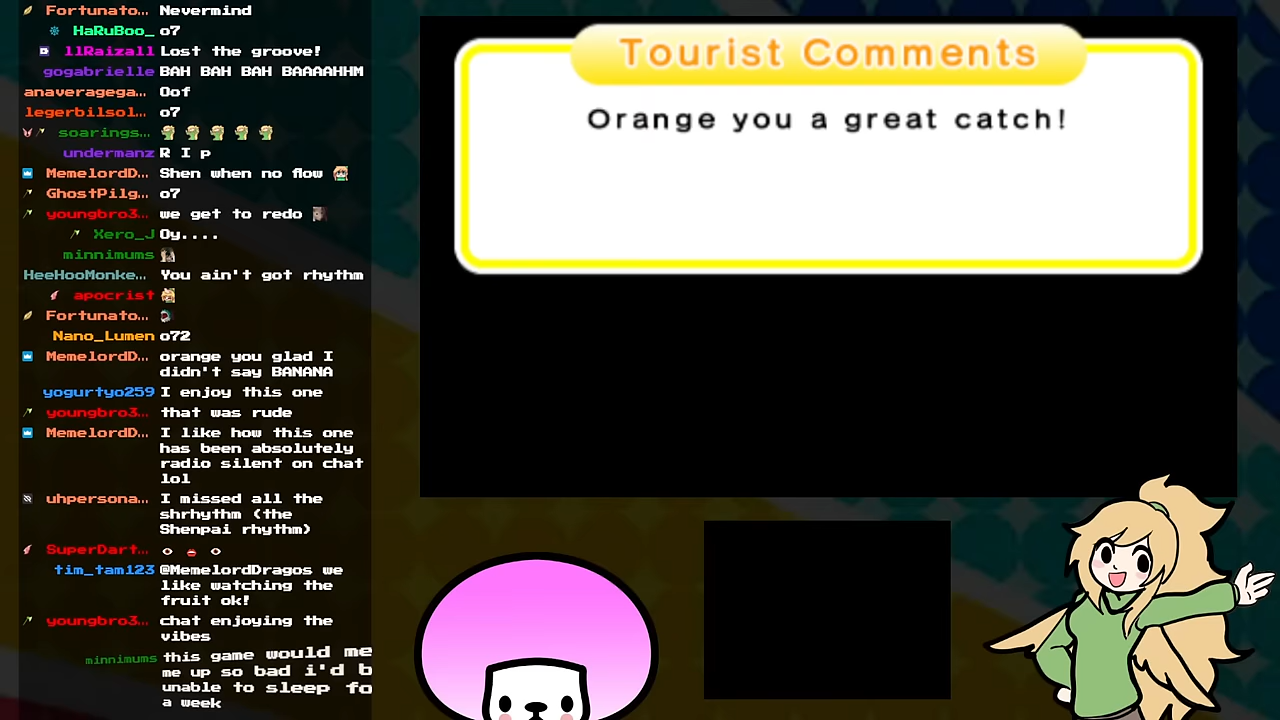 Fortunato... Nevermind
HaRuBoo_ o7
llRaizall Lost the groove!
gogabrielle BAH BAH BAH BAAAAHHM
anaveragega... Oof
legerbilsol... o7
soarings...
undermanz R I p
MemelordD... Shen when no flow
GhostPilg... o7
youngbro3... we get to redo
Xero_J Oy....
minnimums
HeeHooMonke... You ain't got rhythm
apocrist
Fortunato...
Nano_Lumen o72
MemelordD... orange you glad I
didn't say BANANA
yogurtyo259 I enjoy this one
youngbro3... that was rude
MemelordD... I like how this one
has been absolutely
radio silent on chat
lol
uhpersona... I missed all the
shrhythm (the
Shenpai rhythm)
SuperDart...
tim_tam123 @MemelordDragos we
like watching the
fruit ok!
youngbro3... chat enjoying the
vibes
minnimums this game would me
me up so bad i'd b
unable to sleep fo
a week
Tourist Comments
Orange you a great catch!